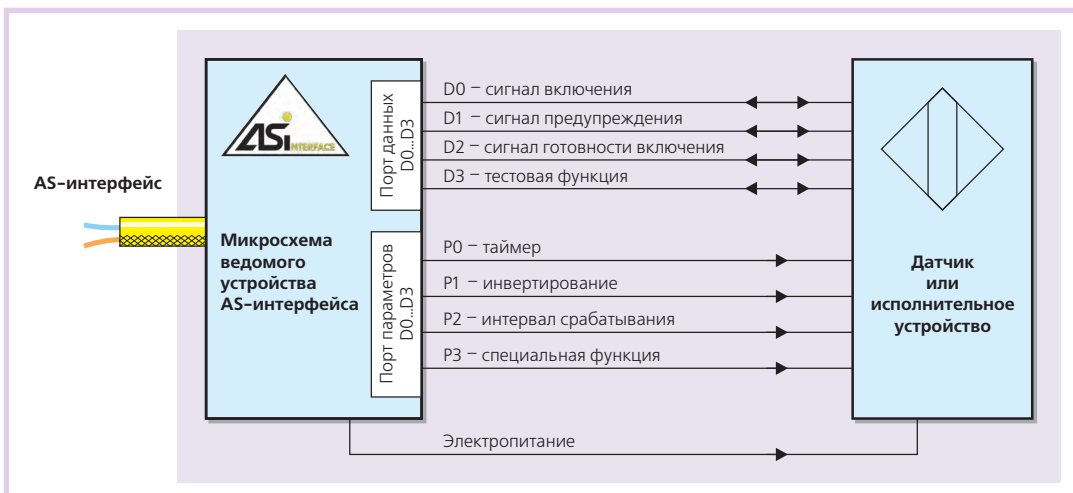 AS-интерфейс
ASi INTERFACE
Микросхема
ведомого
устройства
AS-интерфейса
Порт данных
D0...D3
Порт параметров
D0...D3
D0 – сигнал включения
D1 – сигнал предупреждения
D2 – сигнал готовности включения
D3 – тестовая функция
P0 – таймер
P1 – инвертирование
P2 – интервал срабатывания
P3 – специальная функция
Электропитание
Датчик
или
исполнительное
устройство